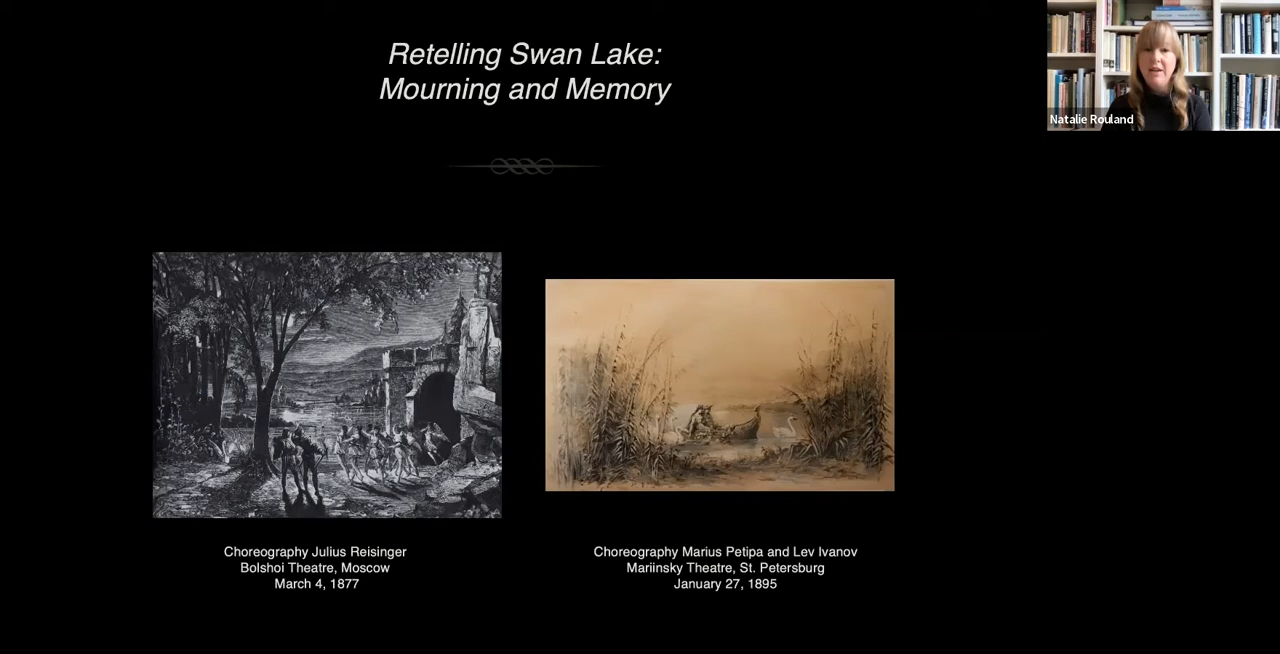 Retelling Swan Lake:
Mourning and Memory
Natalie Rouland
Choreography Julius Reisinger
Bolshoi Theatre, Moscow
March 4, 1877
Choreography Marius Petipa and Lev Ivanov
Mariinsky Theatre, St. Petersburg
January 27, 1895